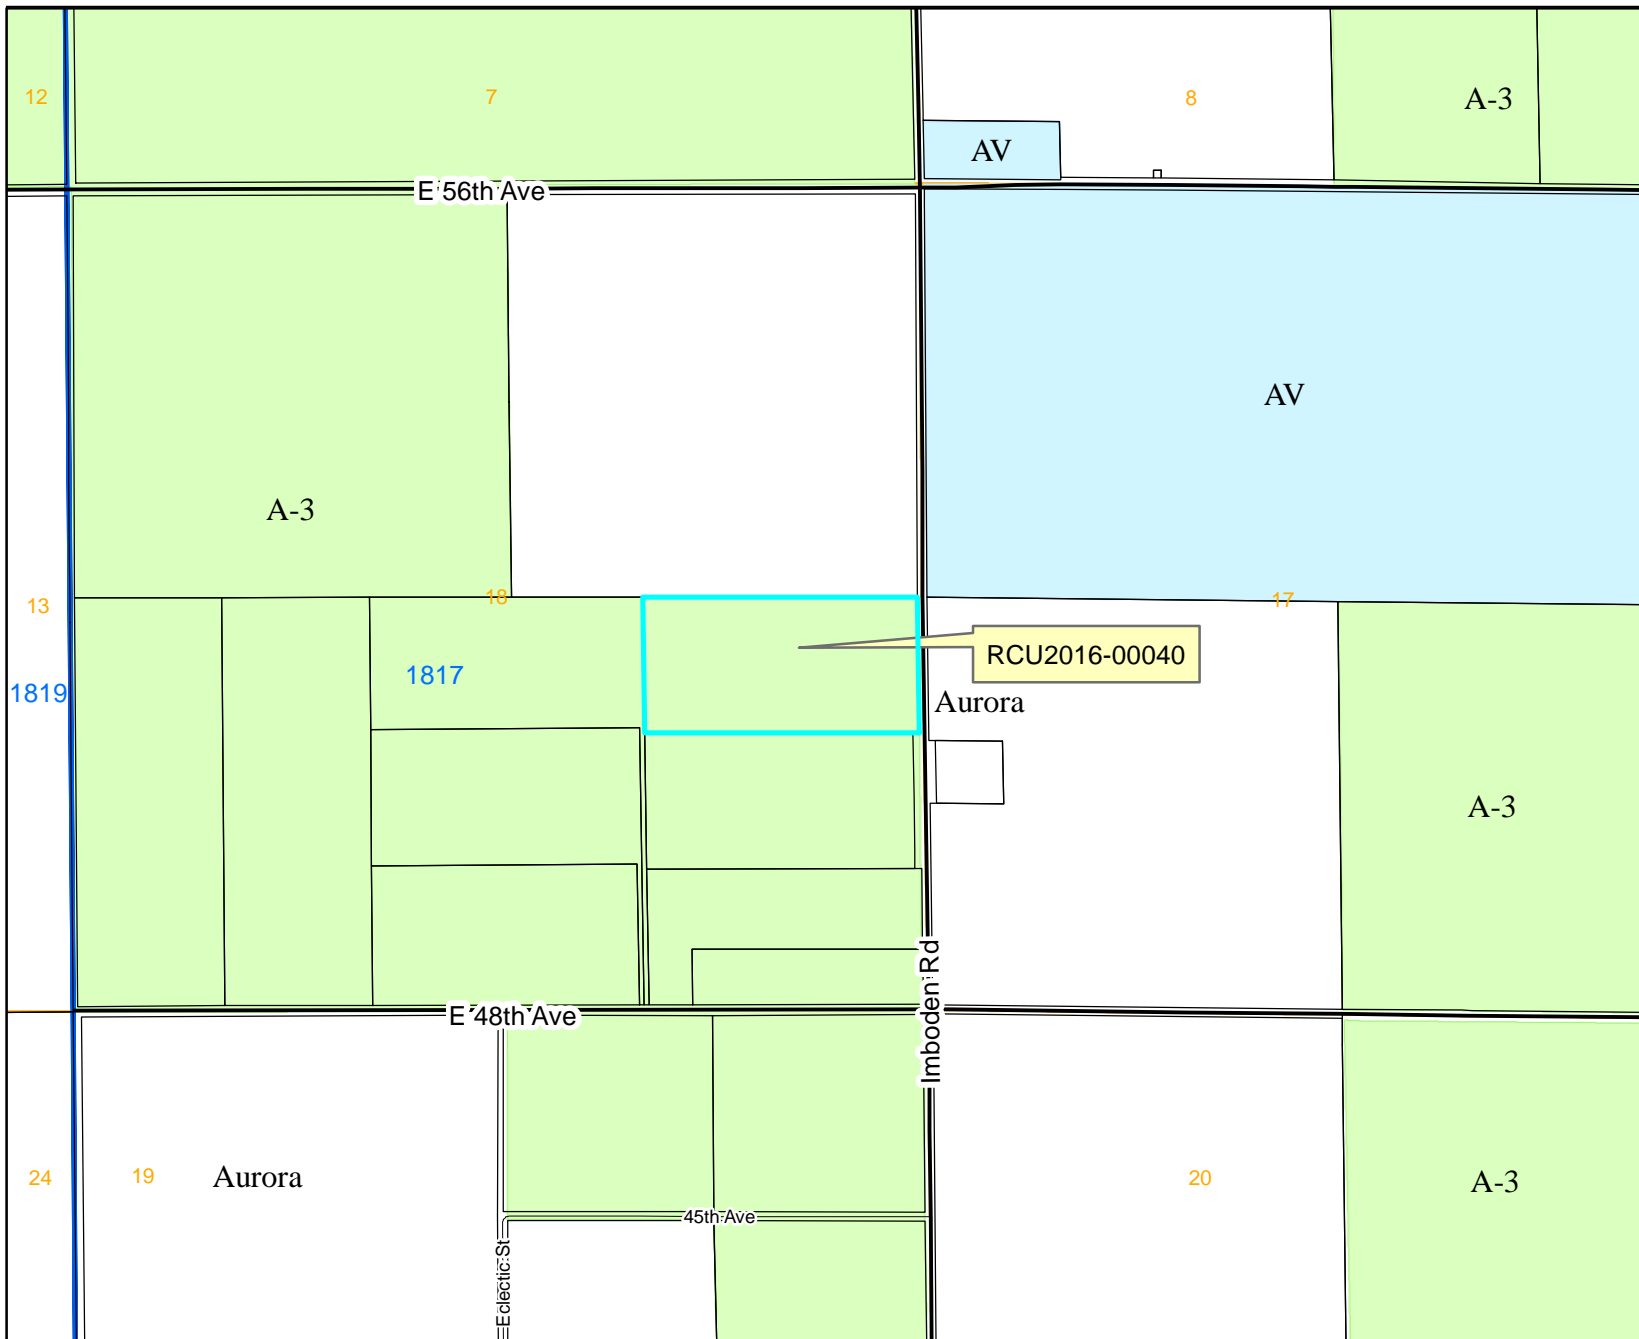 12
7
8
A-3
AV
E 56th Ave
AV
A-3
13
18
17
RCU2016-00040
1817
1819
Aurora
A-3
Imboden Rd
E 48th Ave
24
19
Aurora
20
A-3
45th Ave
Eclectic St